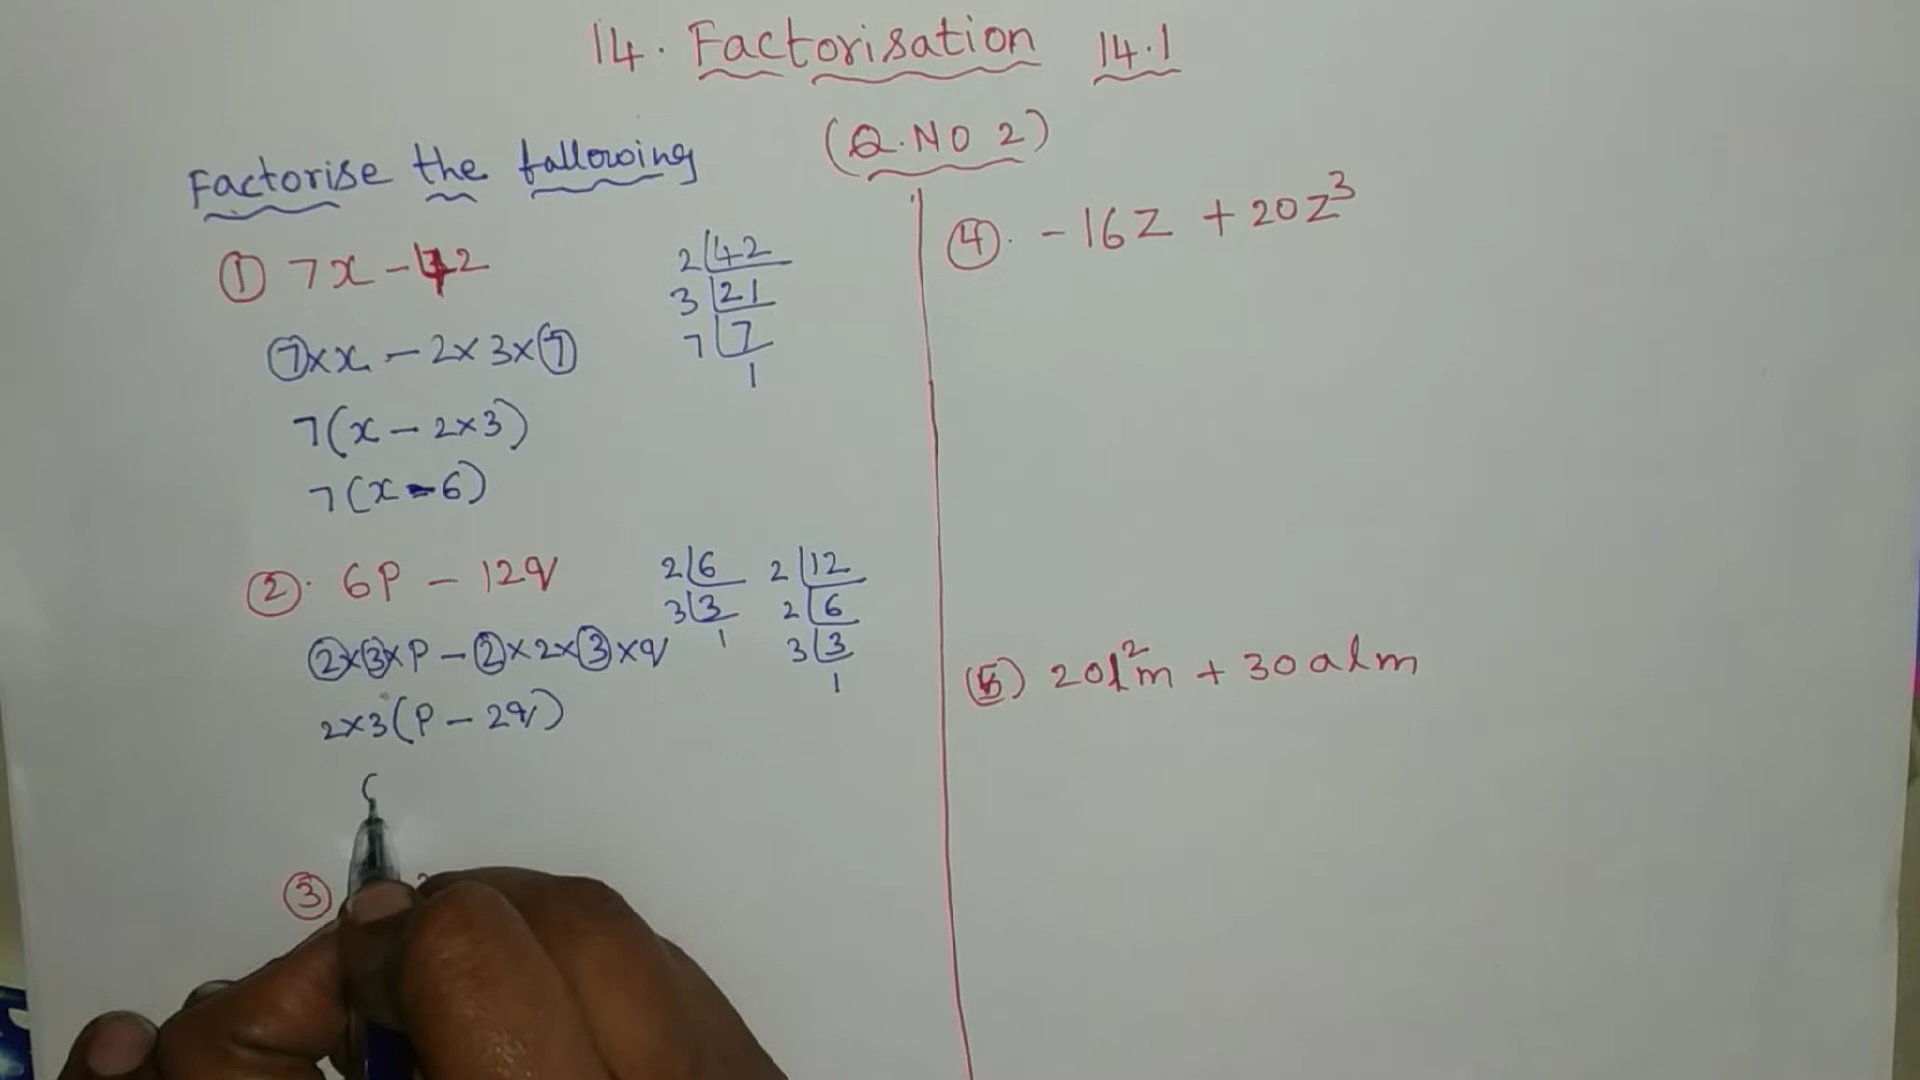 14. Factorisation 14.1
(Q.NO 2)
Factorise the fallowing
① 7x - 42
7×x - 2×3×7
7(x - 2×3)
7(x - 6)
2 42
3 21
7 7
1
②. 6p - 12q
2×3×p - 2×2×3×q
2×3(p - 2q)
2 6
3 3
1
2 12
2 6
3 3
1
③
④. -16z + 20z³
(5) 20l²m + 30alm